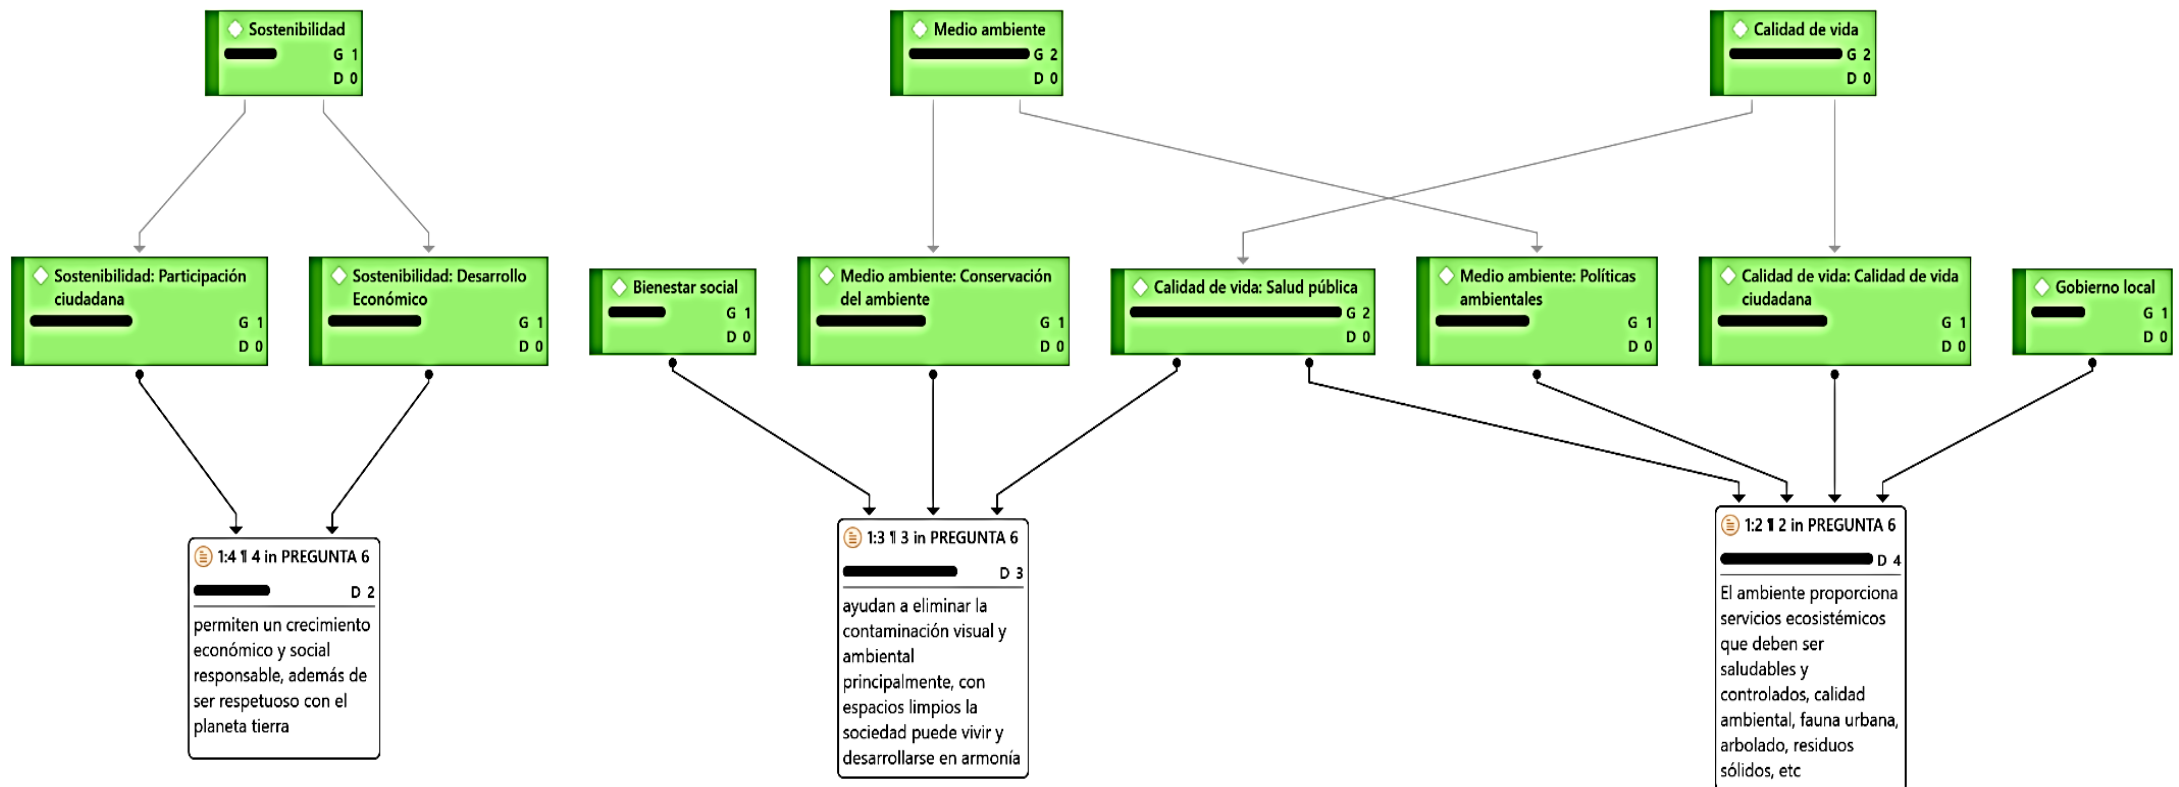 Sostenibilidad
G 1
D 0
Medio ambiente
G 2
D 0
Calidad de vida
G 2
D 0
Sostenibilidad: Participación
ciudadana
G 1
D 0
Sostenibilidad: Desarrollo
Económico
G 1
D 0
Bienestar social
G 1
D 0
Medio ambiente: Conservación
del ambiente
G 1
D 0
Calidad de vida: Salud pública
G 2
D 0
Medio ambiente: Políticas
ambientales
G 1
D 0
Calidad de vida: Calidad de vida
ciudadana
G 1
D 0
Gobierno local
G 1
D 0
1:4 ¶ 4 in PREGUNTA 6
D 2
permiten un crecimiento
económico y social
responsable, además de
ser respetuoso con el
planeta tierra
1:3 ¶ 3 in PREGUNTA 6
D 3
ayudan a eliminar la
contaminación visual y
ambiental
principalmente, con
espacios limpios la
sociedad puede vivir y
desarrollarse en armonía
1:2 ¶ 2 in PREGUNTA 6
D 4
El ambiente proporciona
servicios ecosistémicos
que deben ser
saludables y
controlados, calidad
ambiental, fauna urbana,
arbolado, residuos
sólidos, etc